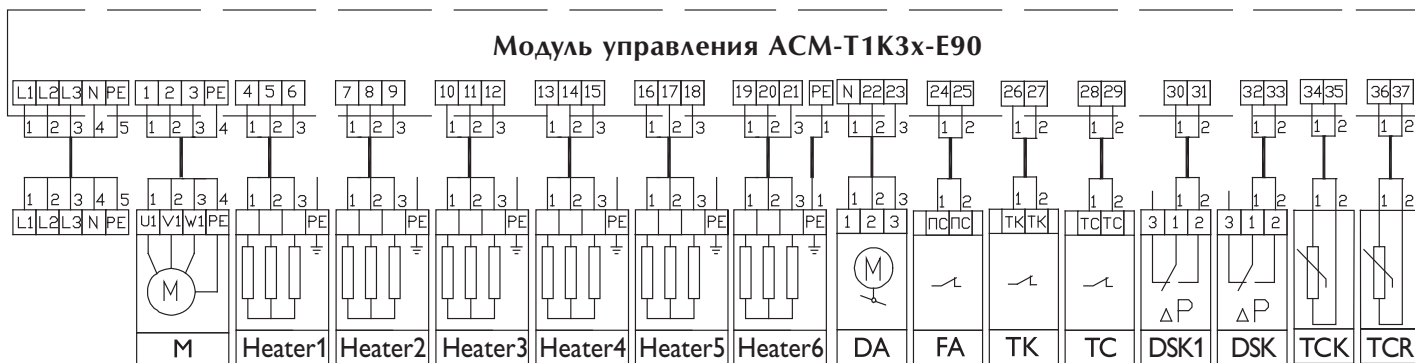 Модуль управления АСМ-Т1К3х-Е90
L1 L2 L3 N PE 1 2 3 PE 4 5 6 7 8 9 10 11 12 13 14 15 16 17 18 19 20 21 PE N 22 23 24 25 26 27 28 29 30 31 32 33 34 35 36 37
1 2 3 4 5 1 2 3 4 1 2 3 1 2 3 1 2 3 1 2 3 1 2 3 1 2 3 1 1 2 3 1 2 1 2 1 2 1 2 1 2 1 2 1 2
1 2 3 4 5 1 2 3 4 1 2 3 1 2 3 1 2 3 1 2 3 1 2 3 1 2 3 1 1 2 3 1 2 1 2 1 2 1 2 1 2 1 2 1 2
L1 L2 L3 N PE U1 V1 W1 PE PE PE PE PE PE PE 1 2 3 ПС ПС ТК ТК ТС ТС 3 1 2 3 1 2
M M
ΔP ΔP
M Heater1 Heater2 Heater3 Heater4 Heater5 Heater6 DA FA TK TC DSK1 DSK TCK TCR